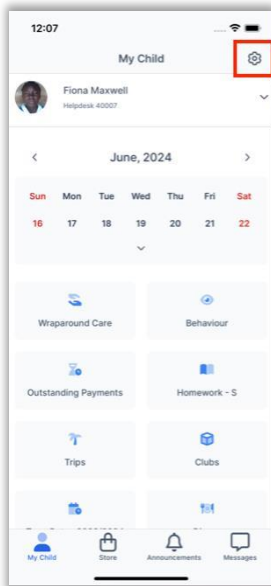 12:07
My Child
Fiona Maxwell
Helpdesk 40007
June, 2024
Sun Mon Tue Wed Thu Fri Sat
16 17 18 19 20 21 22
Wraparound Care Behaviour
Outstanding Payments Homework - S
Trips Clubs
My Child Store Announcements Messages